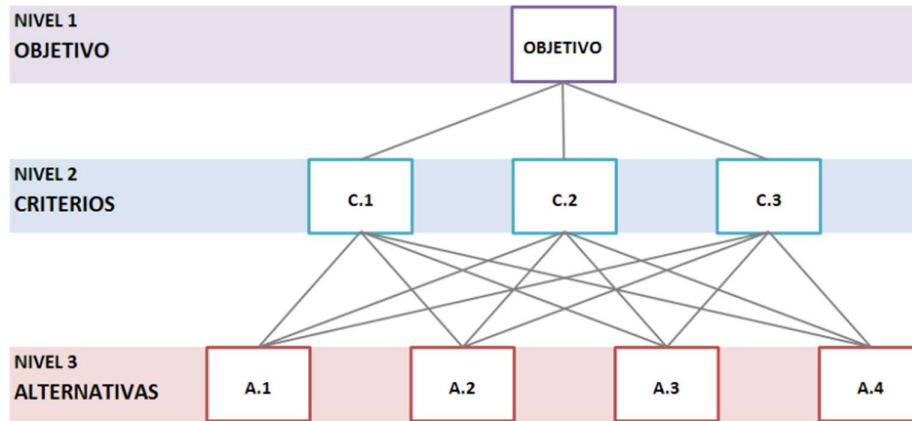 NIVEL 1
OBJETIVO
OBJETIVO
NIVEL 2
CRITERIOS
C.1
C.2
C.3
NIVEL 3
ALTERNATIVAS
A.1
A.2
A.3
A.4